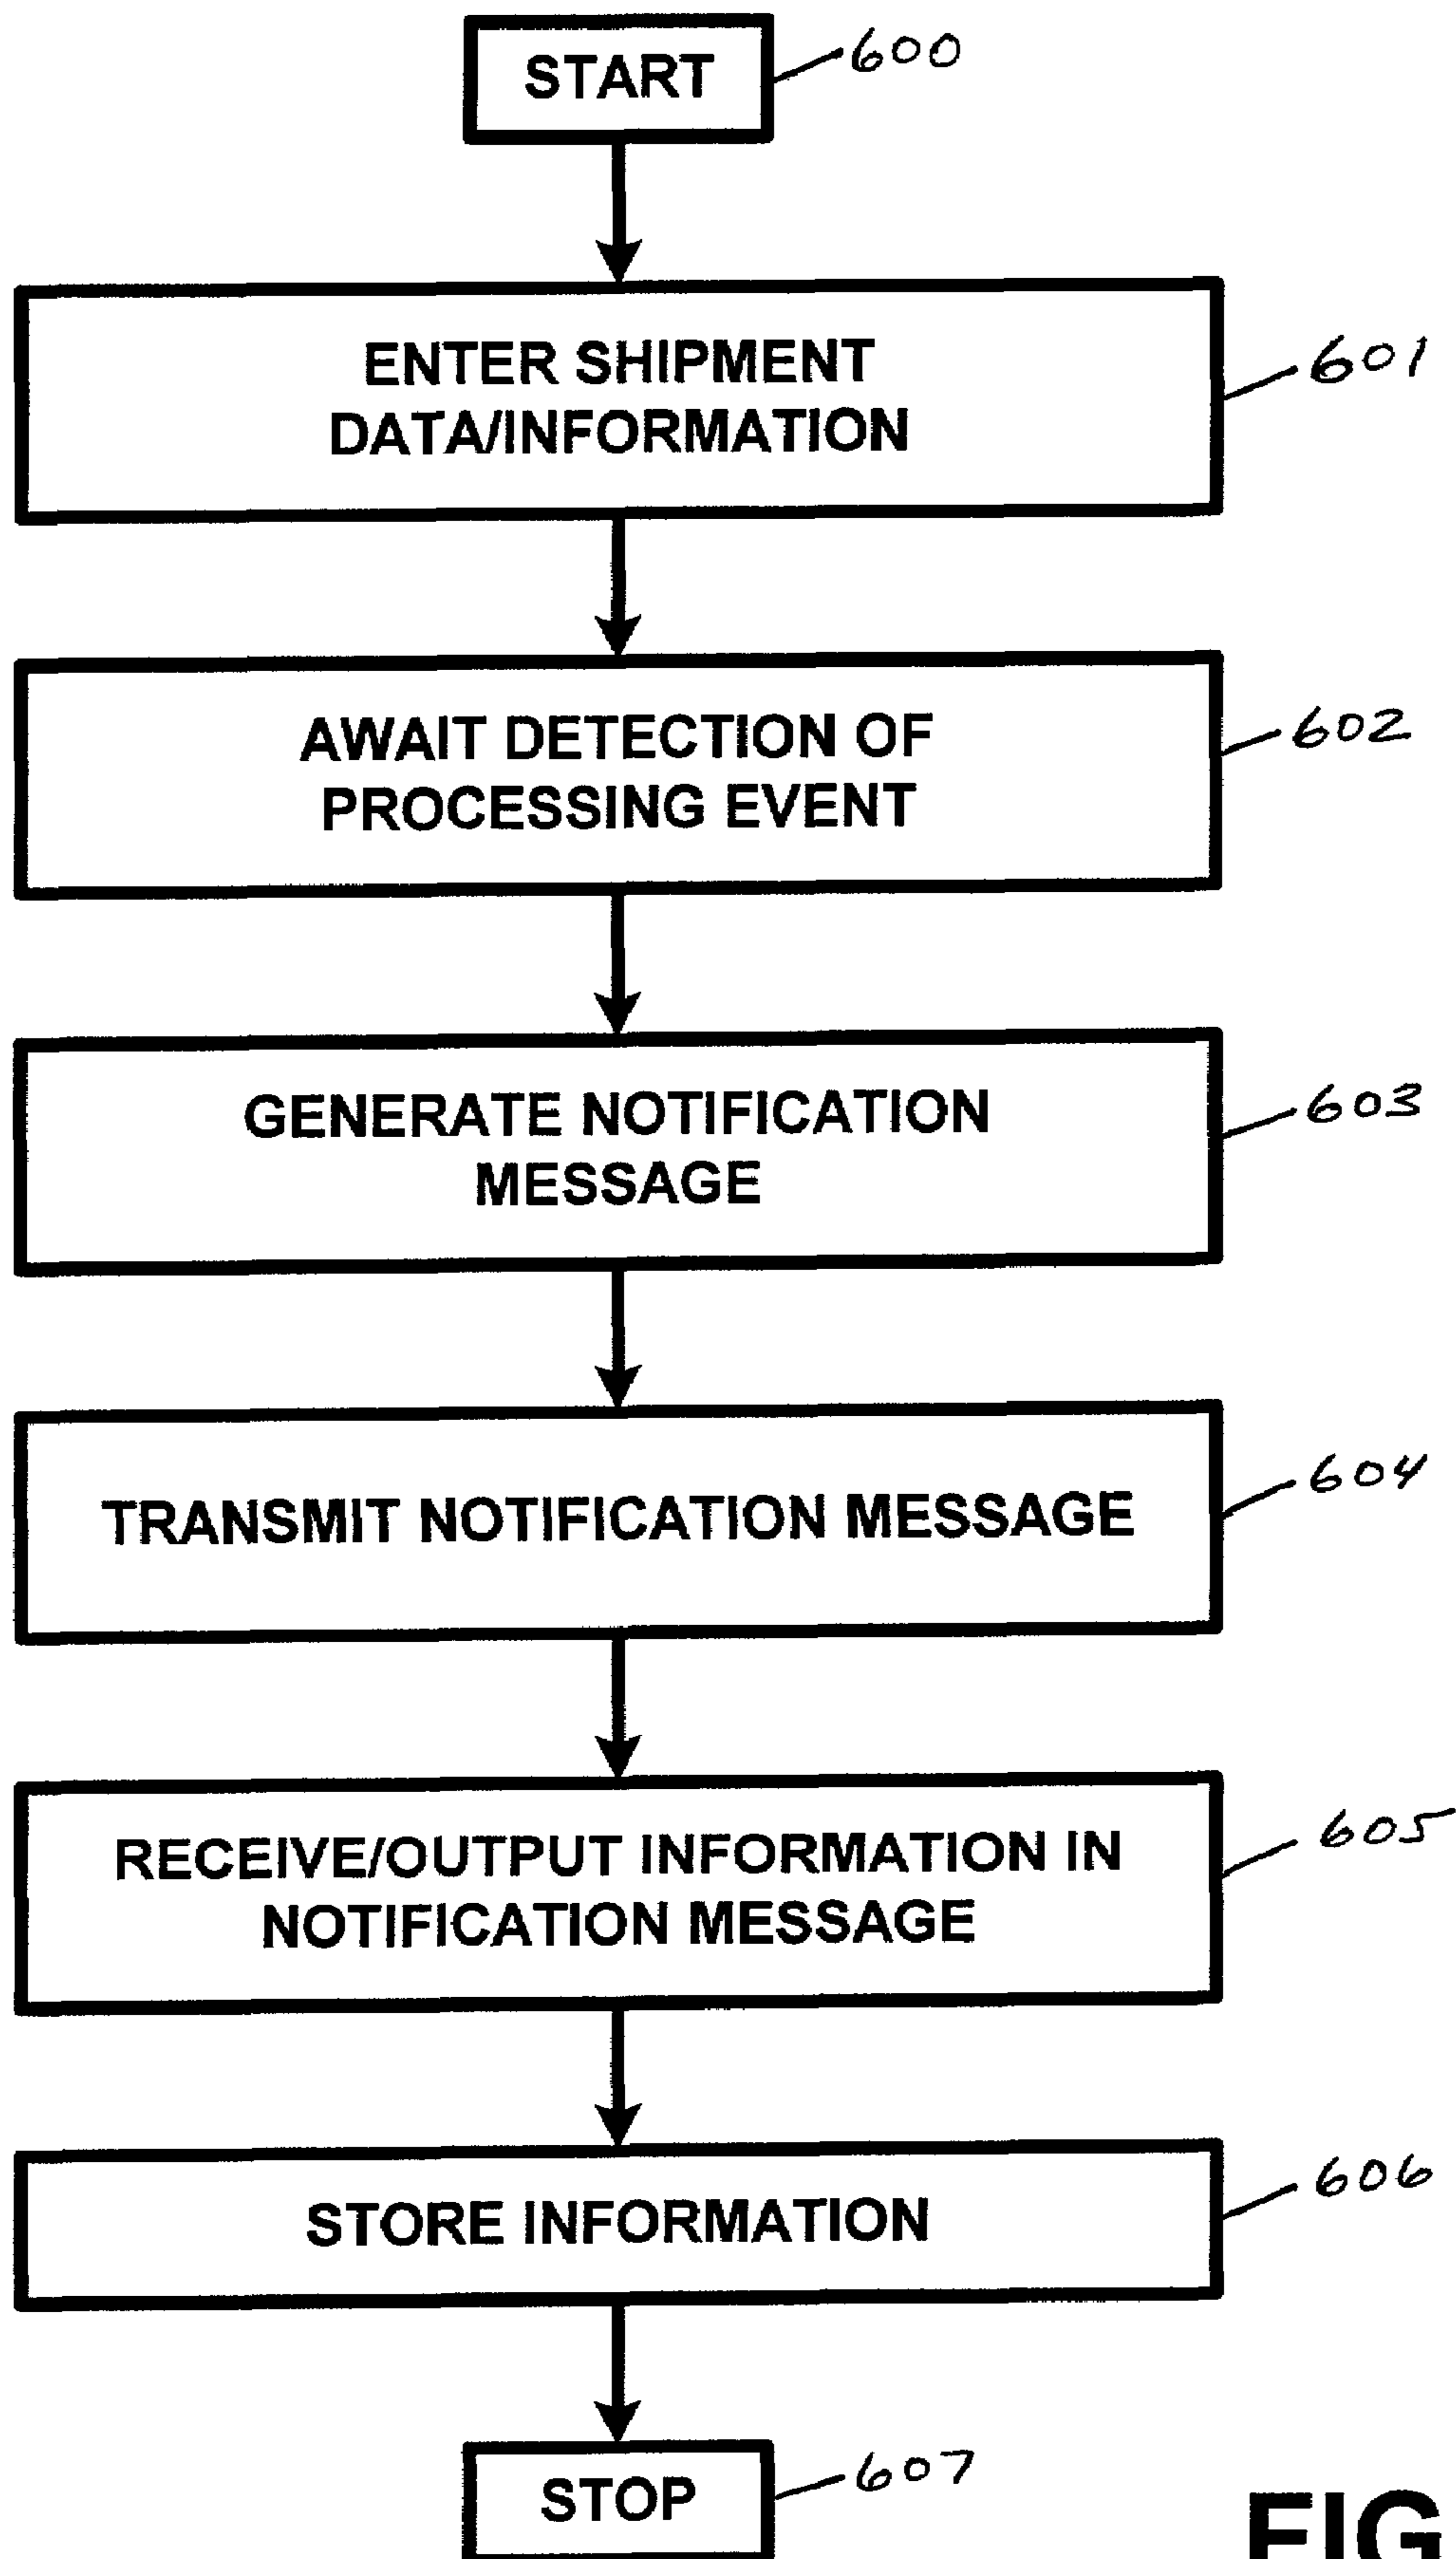 START
600
ENTER SHIPMENT
DATA/INFORMATION
601
AWAIT DETECTION OF
PROCESSING EVENT
602
GENERATE NOTIFICATION
MESSAGE
603
TRANSMIT NOTIFICATION MESSAGE
604
RECEIVE/OUTPUT INFORMATION IN
NOTIFICATION MESSAGE
605
STORE INFORMATION
606
STOP
607
FIG